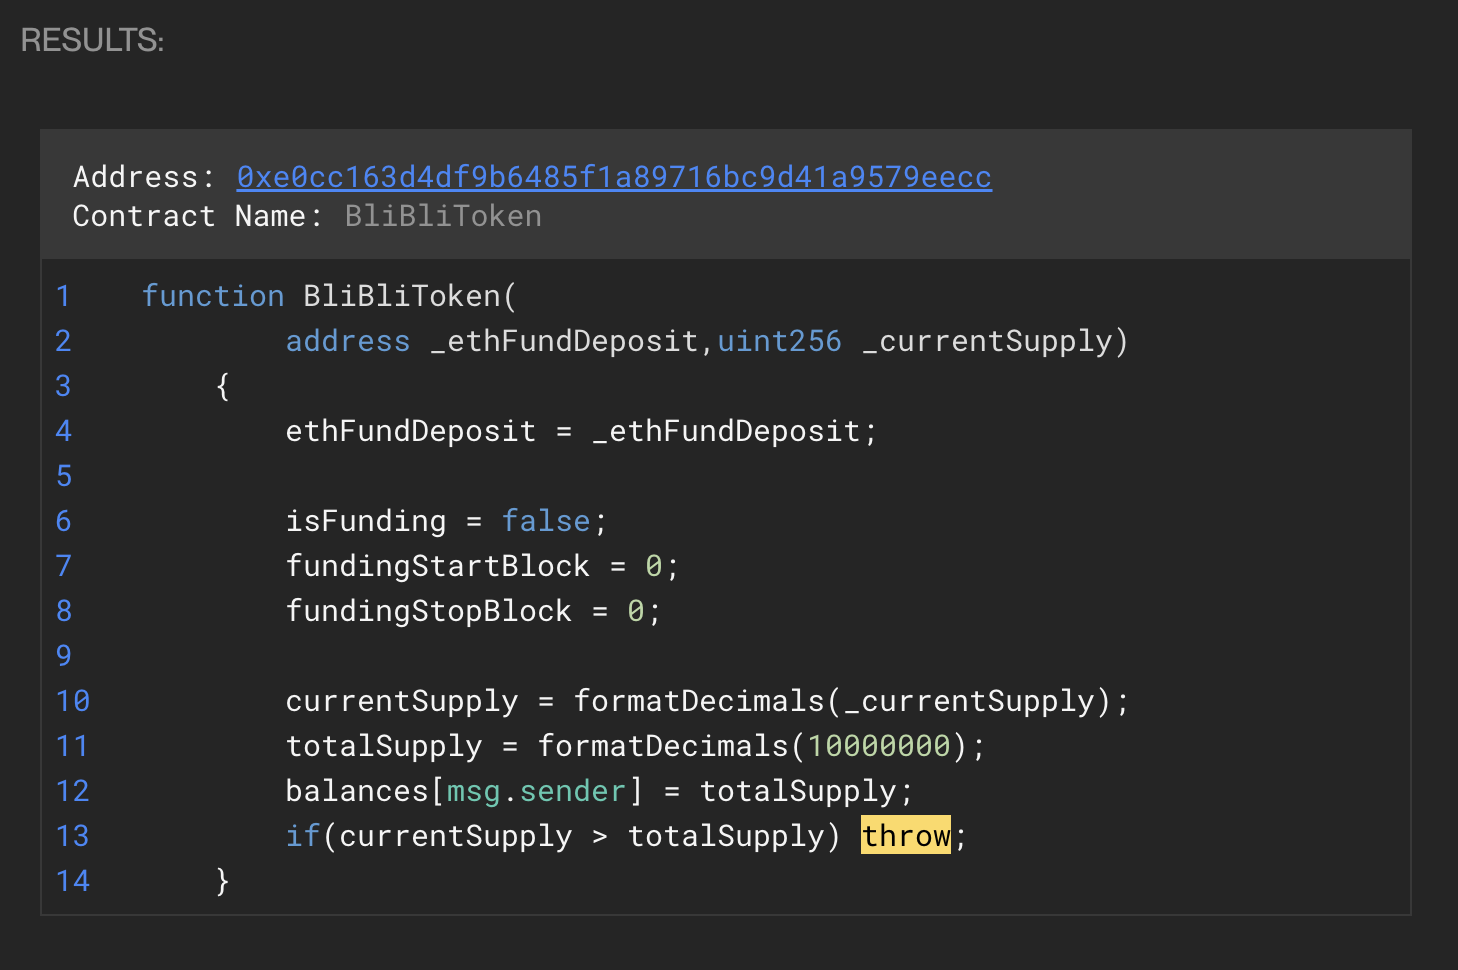 RESULTS:
Address: 0xe0cc163d4df9b6485f1a89716bc9d41a9579eecc
Contract Name: BliBliToken
1 function BliBliToken(
2 address _ethFundDeposit,uint256 _currentSupply)
3 {
4 ethFundDeposit = _ethFundDeposit;
5
6 isFunding = false;
7 fundingStartBlock = 0;
8 fundingStopBlock = 0;
9
10 currentSupply = formatDecimals(_currentSupply);
11 totalSupply = formatDecimals(10000000);
12 balances[msg.sender] = totalSupply;
13 if(currentSupply > totalSupply) throw;
14 }